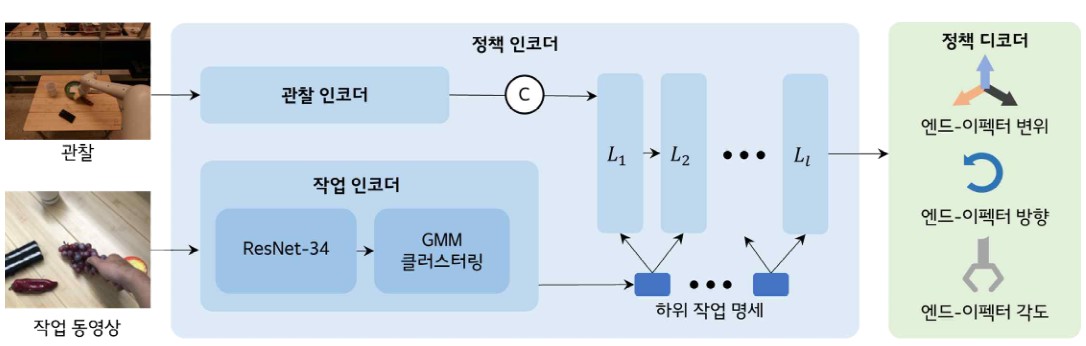 정책 인코더
정책 디코더
관찰 인코더
C
관찰
엔드-이펙터 변위
L₁
L₂
Lₗ
작업 인코더
ResNet-34
GMM
클러스터링
엔드-이펙터 방향
하위 작업 명세
엔드-이펙터 각도
작업 동영상